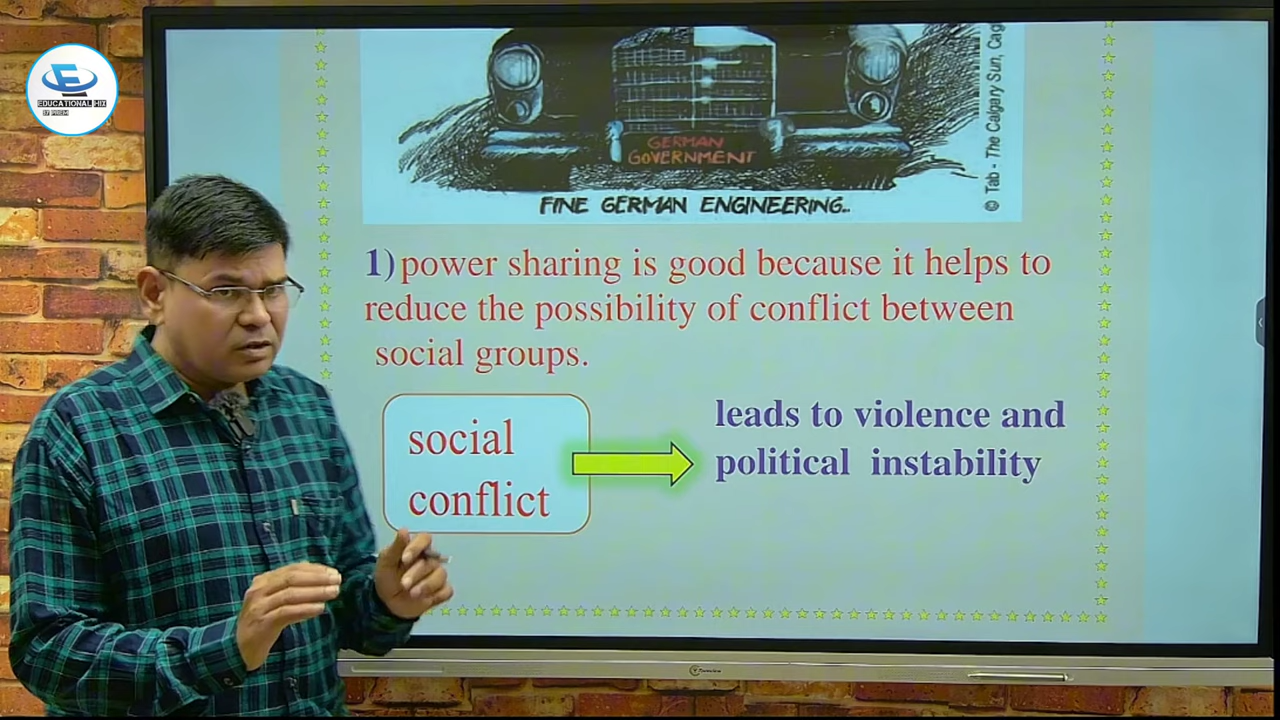 EDUCATIONAL
GERMAN
GOVERNMENT
FINE GERMAN ENGINEERING..
© Tab - The Calgary Sun, Cag
1) power sharing is good because it helps to
reduce the possibility of conflict between
social groups.
social
conflict
leads to violence and
political instability